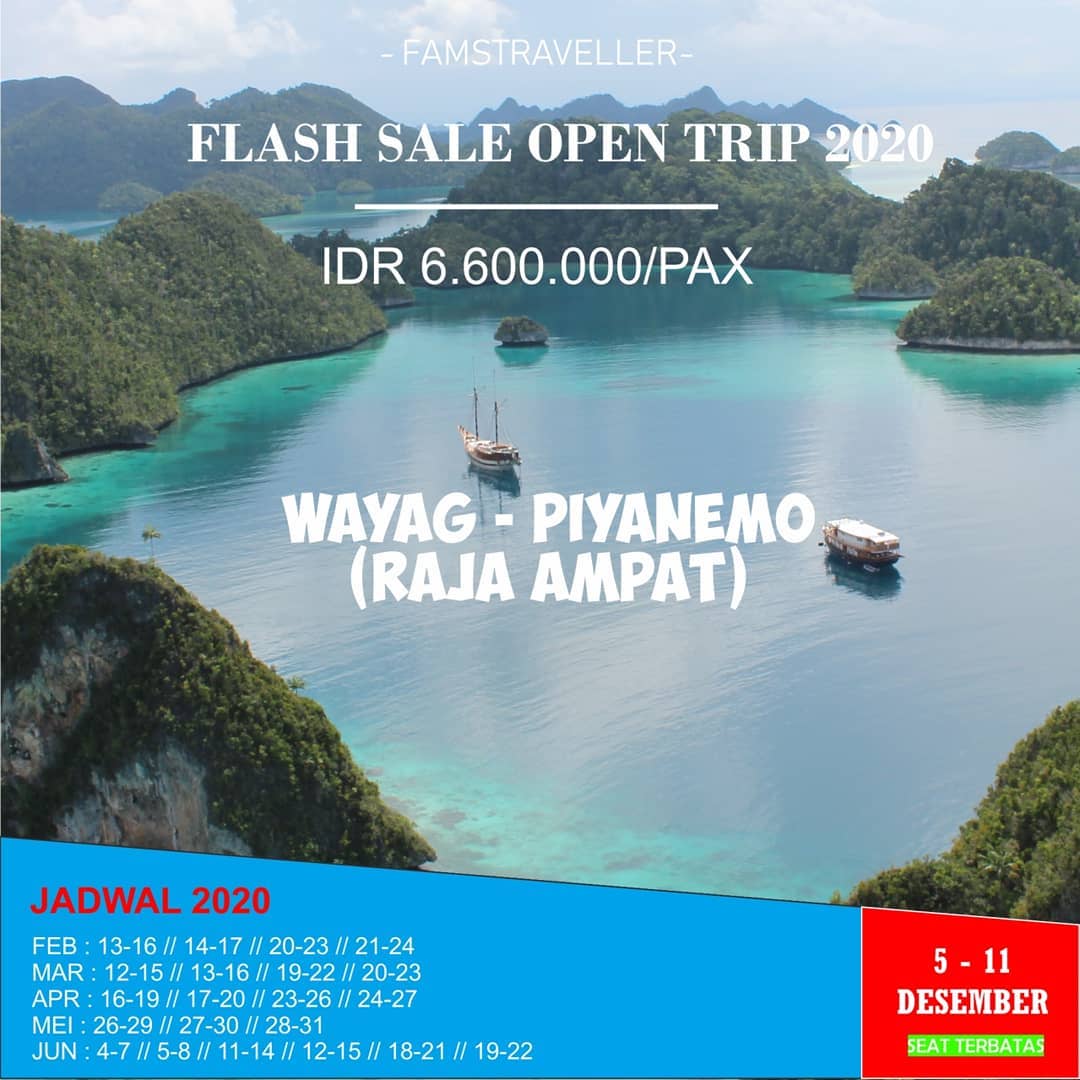 - FAMSTRAVELLER-
FLASH SALE OPEN TRIP 2020
IDR 6.600.000/PAX
WAYAG - PIYANEMO
(RAJA AMPAT)
JADWAL 2020
FEB : 13-16 // 14-17 // 20-23 // 21-24
MAR : 12-15 // 13-16 // 19-22 // 20-23
APR : 16-19 // 17-20 // 23-26 // 24-27
MEI : 26-29 // 27-30 // 28-31
JUN : 4-7 // 5-8 // 11-14 // 12-15 // 18-21 // 19-22
5 - 11
DESEMBER
SEAT TERBATAS